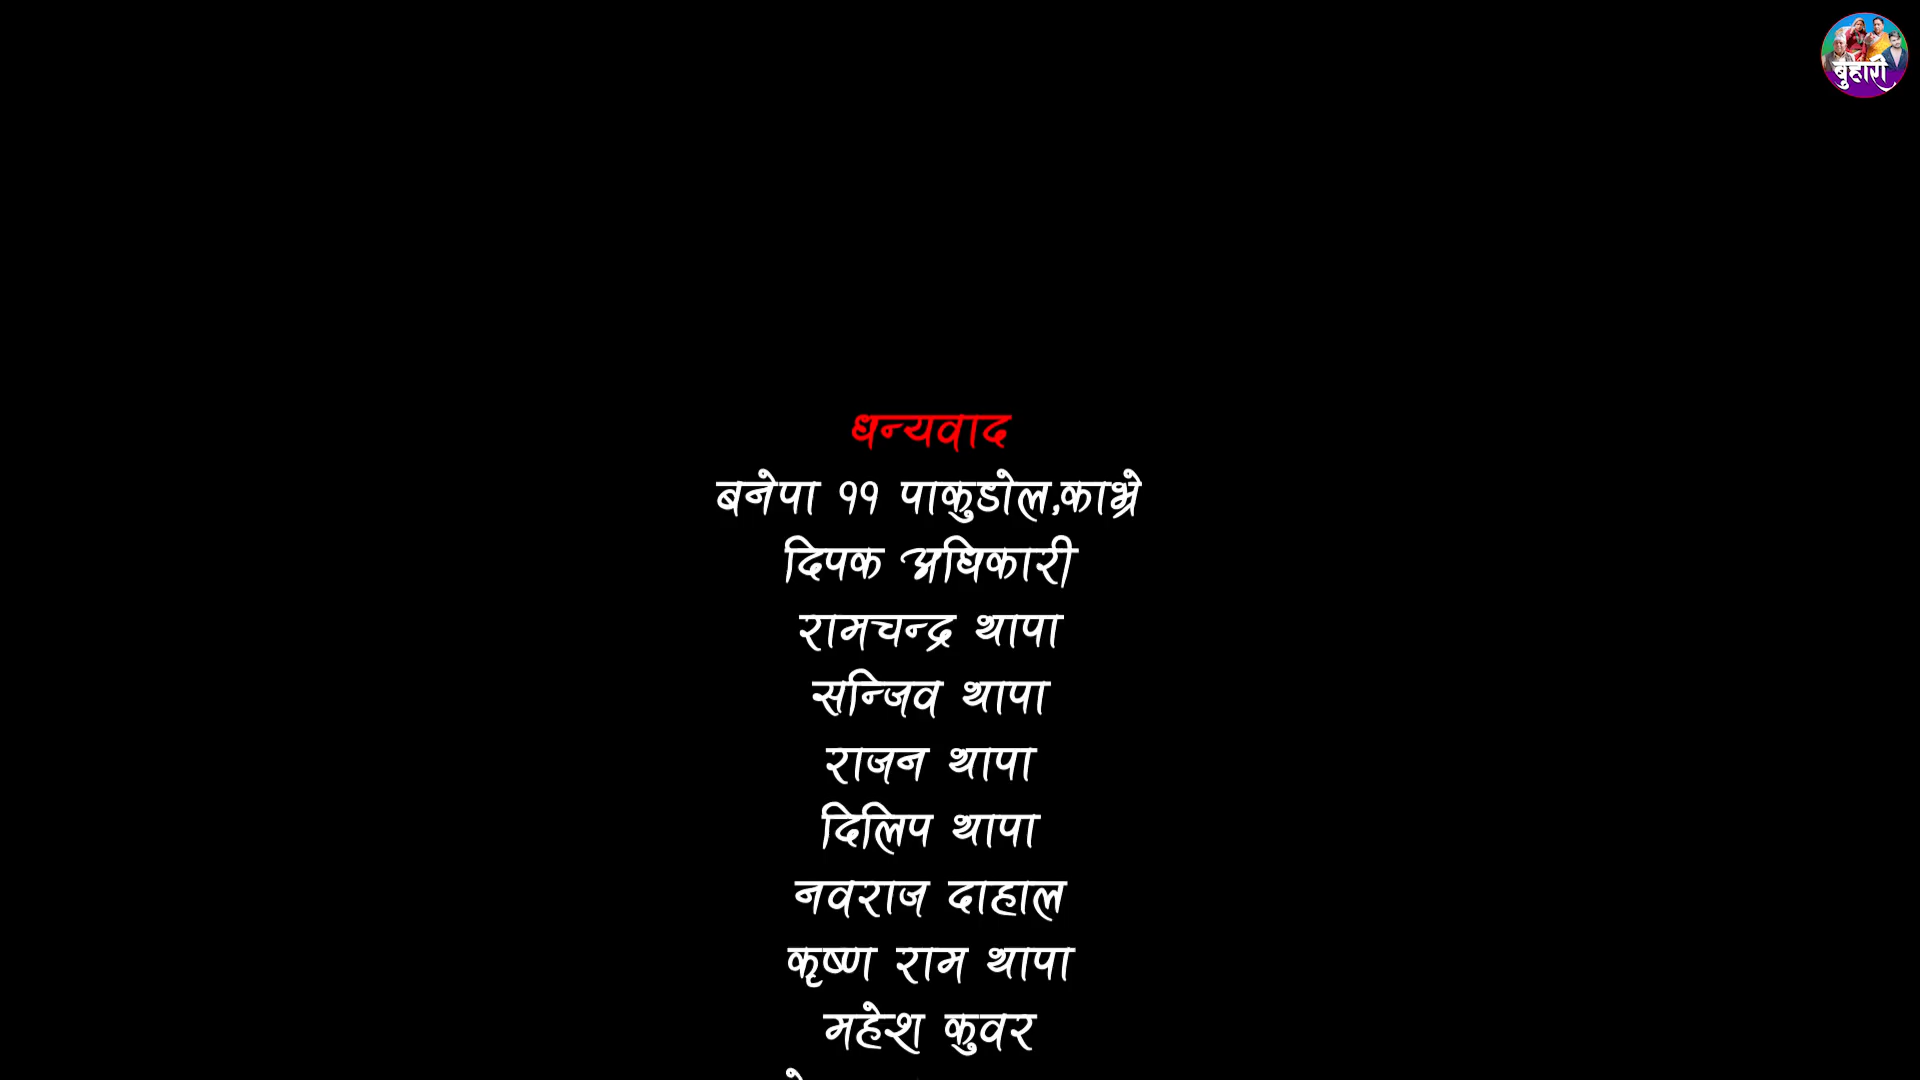 बुहारी
धन्यवाद
बनेपा ११ पाकुडोल,काभ्रे
दिपक अधिकारी
रामचन्द्र थापा
सन्जिव थापा
राजन थापा
दिलिप थापा
नवराज दाहाल
कृष्ण राम थापा
महेश कुवर